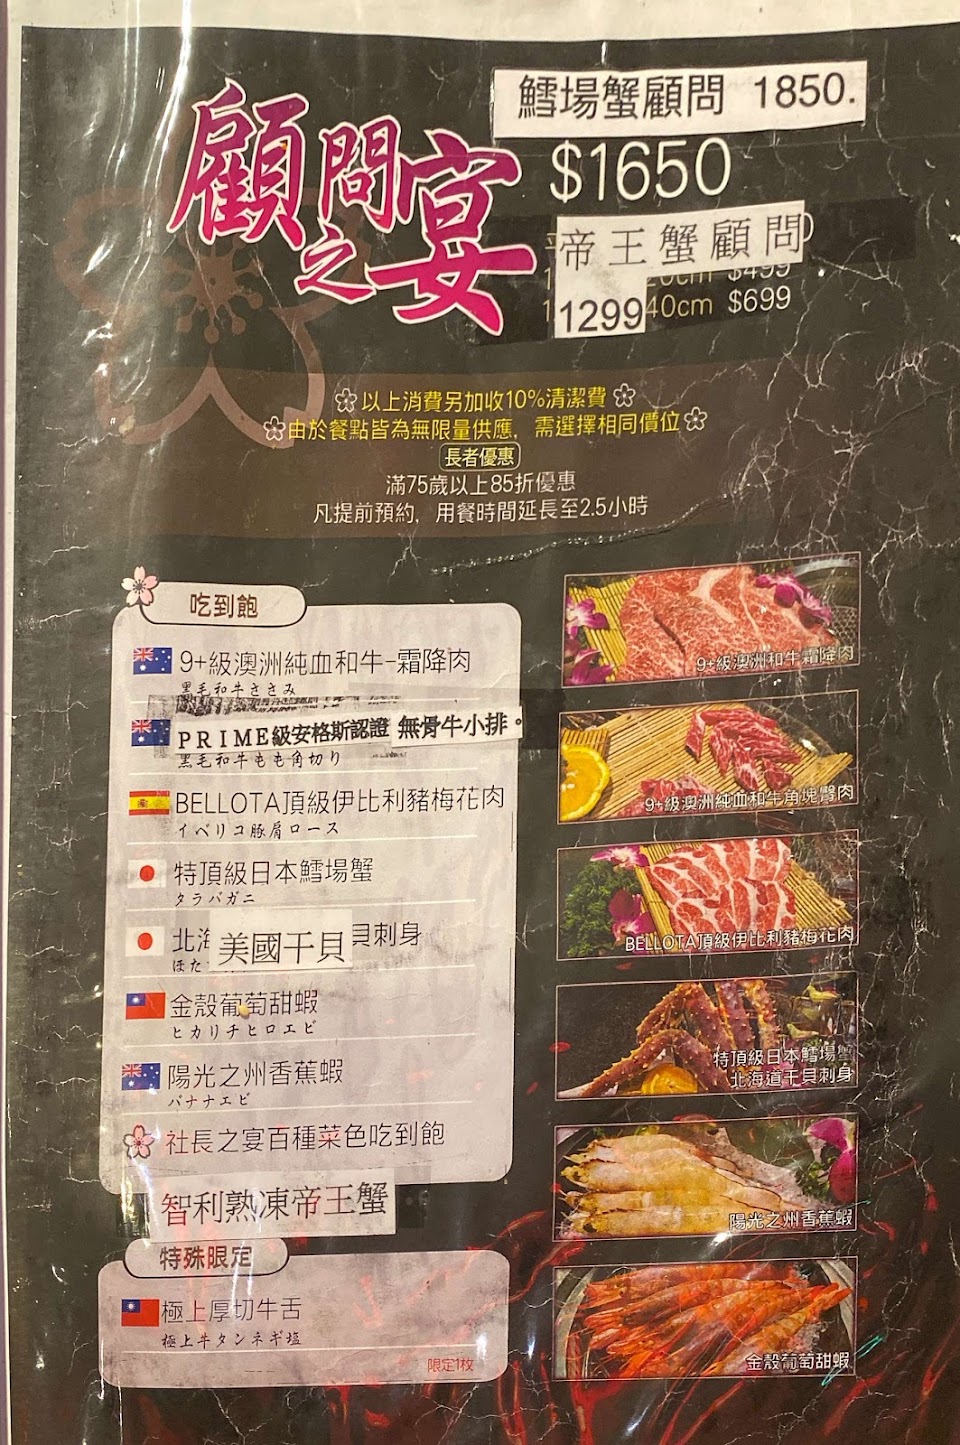 顧問之宴
鱈場蟹顧問 1850.
$1650
帝王蟹顧問
20cm $499
1299
40cm $699
以上消費另加收10%清潔費
由於餐點皆為無限量供應，需選擇相同價位
長者優惠
滿75歲以上85折優惠
凡提前預約，用餐時間延長至2.5小時
吃到飽
9+級澳洲純血和牛-霜降肉
黒毛和牛ささみ
PRIME級安格斯認證 無骨牛小排。
黒毛和牛もも角切り
BELLOTA頂級伊比利豬梅花肉
イベリコ豚肩ロース
特頂級日本鱈場蟹
タラバガニ
北海
美國干貝
貝刺身
ほた
金殼葡萄甜蝦
ヒカリチヒロエビ
陽光之州香蕉蝦
バナナエビ
社長之宴百種菜色吃到飽
智利熟凍帝王蟹
特殊限定
極上厚切牛舌
極上牛タンネギ塩
限定1枚
9+級澳洲和牛霜降肉
9+級澳洲純血和牛角塊臀肉
BELLOTA頂級伊比利豬梅花肉
特頂級日本鱈場蟹
北海道干貝刺身
陽光之州香蕉蝦
金殼葡萄甜蝦